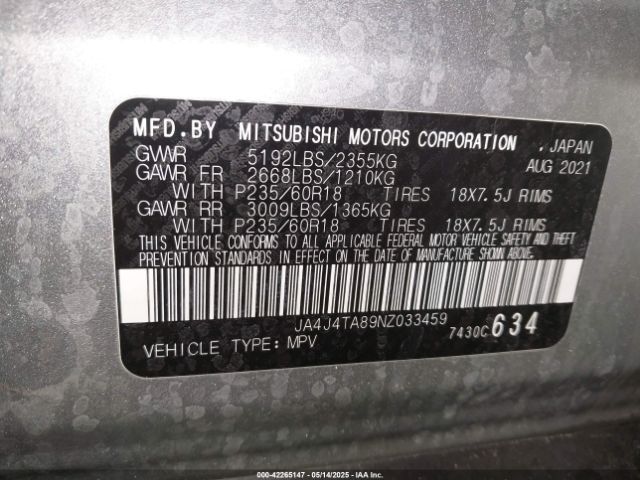 MFD.BY MITSUBISHI MOTORS CORPORATION , JAPAN
GVWR 5192LBS/2355KG AUG 2021
GAWR FR 2668LBS/1210KG
WITH P235/60R18 TIRES 18X7.5J RIMS
GAWR RR 3009LBS/1365KG
WITH P235/60R18 TIRES 18X7.5J RIMS
THIS VEHICLE CONFORMS TO ALL APPLICABLE FEDERAL MOTOR VEHICLE SAFETY AND THEFT
PREVENTION STANDARDS IN EFFECT ON THE DATE OF MANUFACTURE SHOWN ABOVE.
JA4J4TA89NZ033459
7430C 634
VEHICLE TYPE: MPV
000-42265147 - 05/14/2025 - IAA Inc.